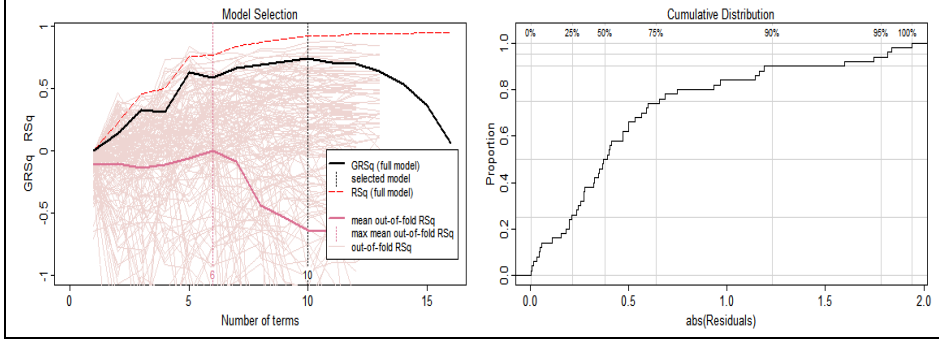 Model Selection
GRSq RSq
1
0.5
0
-0.5
-1
GRSq (full model)
selected model
RSq (full model)
mean out-of-fold RSq
max mean out-of-fold RSq
out-of-fold RSq
6
10
0
5
10
15
Number of terms
Cumulative Distribution
0% 25% 50% 75% 90% 95% 100%
Proportion
1.0
0.8
0.6
0.4
0.2
0.0
0.0
0.5
1.0
1.5
2.0
abs(Residuals)